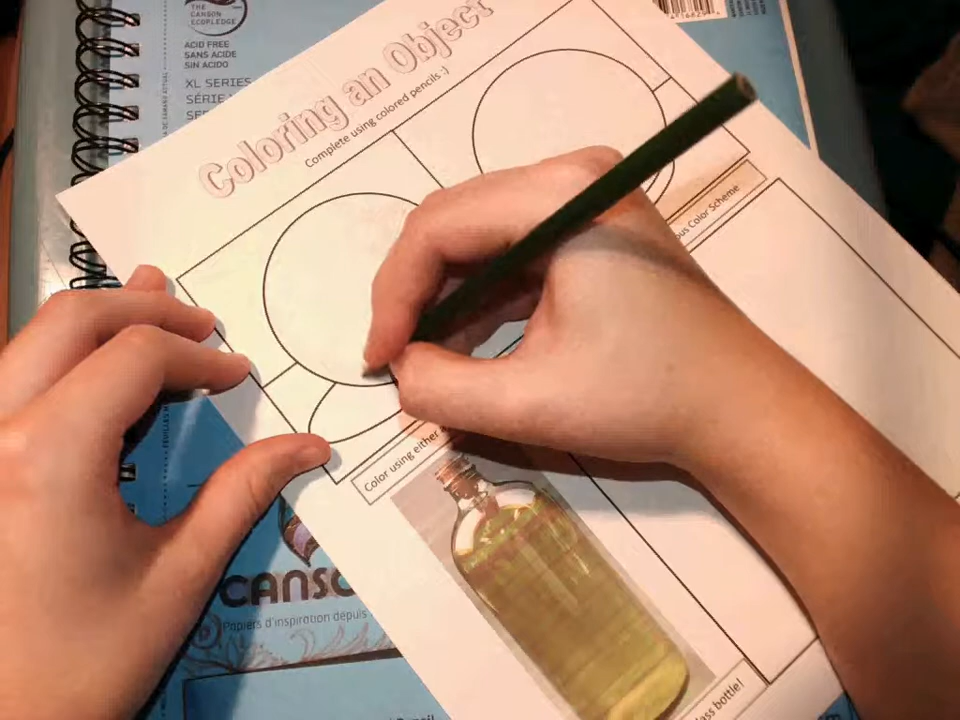 THE
CANSON
ECOPLEDGE
ACID FREE
SANS ACIDE
SIN ACIDO
XL SERIES
SÉRIE
Coloring an Object
Complete using colored pencils :)
Color Scheme
Color using either
CANSO
Papiers d'inspiration depuis
bottle!